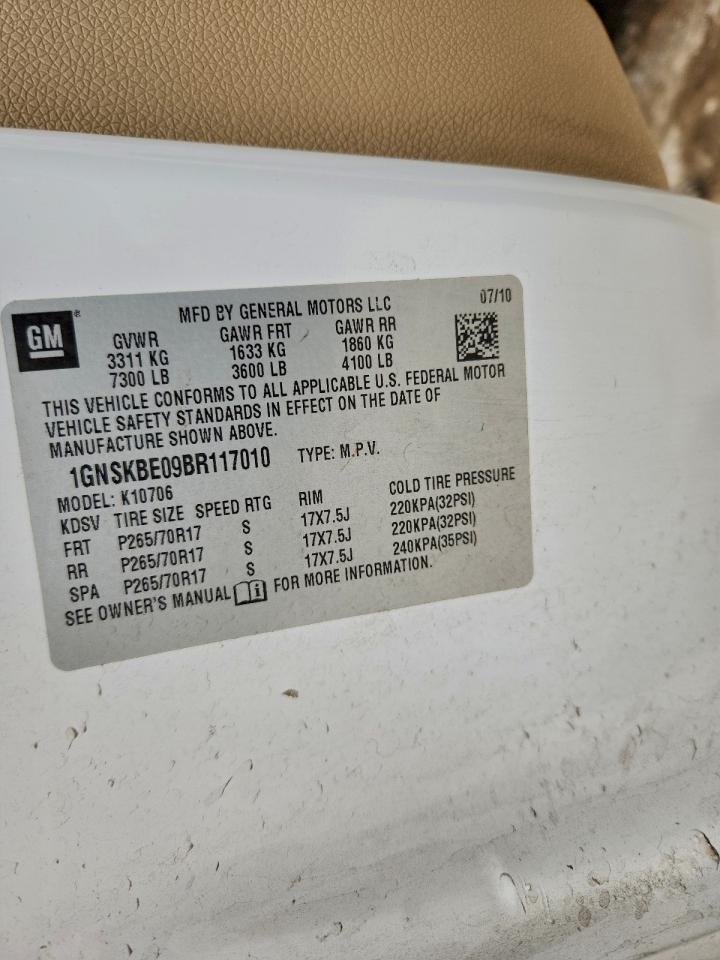 GM®
MFD BY GENERAL MOTORS LLC 07/10
GVWR GAWR FRT GAWR RR
3311 KG 1633 KG 1860 KG
7300 LB 3600 LB 4100 LB
THIS VEHICLE CONFORMS TO ALL APPLICABLE U.S. FEDERAL MOTOR
VEHICLE SAFETY STANDARDS IN EFFECT ON THE DATE OF
MANUFACTURE SHOWN ABOVE.
1GNSKBE09BR117010 TYPE: M.P.V.
MODEL: K10706
KDSV TIRE SIZE SPEED RTG RIM COLD TIRE PRESSURE
FRT P265/70R17 S 17X7.5J 220KPA(32PSI)
RR P265/70R17 S 17X7.5J 220KPA(32PSI)
SPA P265/70R17 S 17X7.5J 240KPA(35PSI)
SEE OWNER'S MANUAL i FOR MORE INFORMATION.